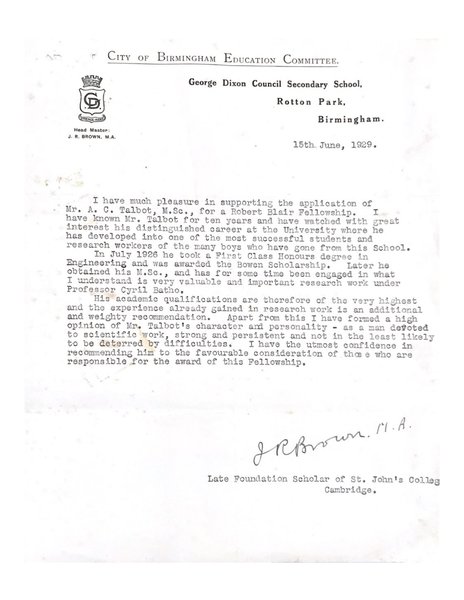 CITY OF BIRMINGHAM EDUCATION COMMITTEE.
George Dixon Council Secondary School,
Rotton Park,
Birmingham.
Head Master:
J. R. BROWN, M.A.
15th June, 1929.
I have much pleasure in supporting the application of
Mr. A. C. Talbot, M.Sc., for a Robert Blair Fellowship. I
have known Mr. Talbot for ten years and have watched with great
interest his distinguished career at the University where he
has developed into one of the most successful students and
research workers of the many boys who have gone from this School.
In July 1926 he took a First Class Honours degree in
Engineering and was awarded the Bowen Scholarship. Later he
obtained his M.Sc., and has for some time been engaged in what
I understand is very valuable and important research work under
Professor Cyril Batho.
His academic qualifications are therefore of the very highest
and the experience already gained in research work is an additional
and weighty recommendation. Apart from this I have formed a high
opinion of Mr. Talbot's character and personality - as a man devoted
to scientific work, strong and persistent and not in the least likely
to be deterred by difficulties. I have the utmost confidence in
recommending him to the favourable consideration of those who are
responsible for the award of this Fellowship.
J R Brown. M.A.
Late Foundation Scholar of St. John's Colleg
Cambridge.